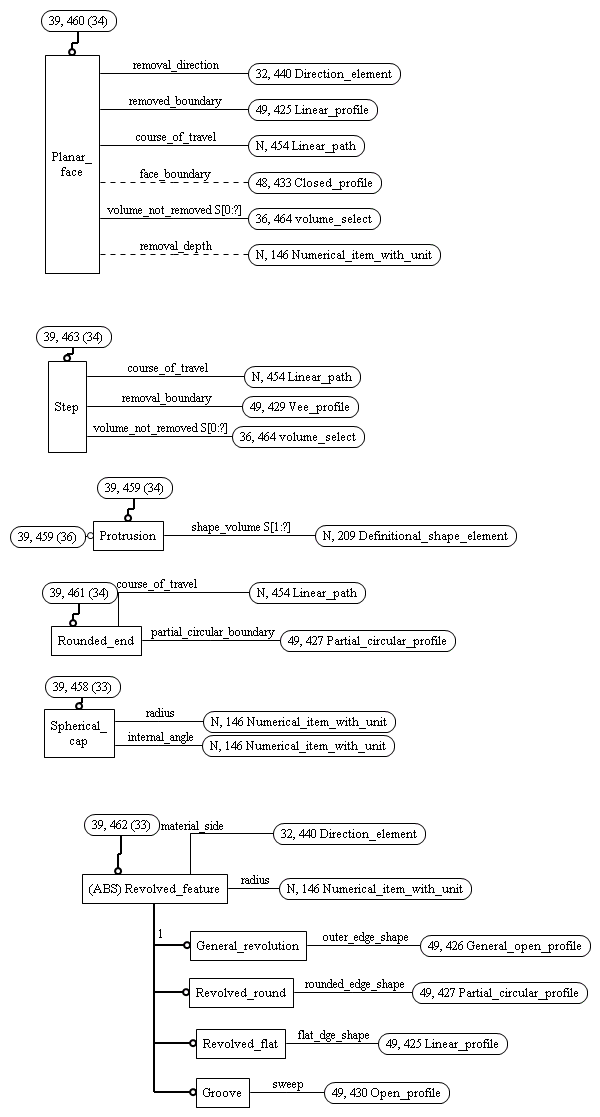 39, 460 (34)
removal_direction
32, 440 Direction_element
removed_boundary
49, 425 Linear_profile
course_of_travel
N, 454 Linear_path
Planar_
face
face_boundary
48, 433 Closed_profile
volume_not_removed S[0:?]
36, 464 volume_select
removal_depth
N, 146 Numerical_item_with_unit
39, 463 (34)
course_of_travel
N, 454 Linear_path
Step
removal_boundary
49, 429 Vee_profile
volume_not_removed S[0:?]
36, 464 volume_select
39, 459 (34)
39, 459 (36)
Protrusion
shape_volume S[1:?]
N, 209 Definitional_shape_element
39, 461 (34)
course_of_travel
N, 454 Linear_path
Rounded_end
partial_circular_boundary
49, 427 Partial_circular_profile
39, 458 (33)
Spherical_
cap
radius
N, 146 Numerical_item_with_unit
internal_angle
N, 146 Numerical_item_with_unit
39, 462 (33)
material_side
32, 440 Direction_element
(ABS) Revolved_feature
radius
N, 146 Numerical_item_with_unit
1
General_revolution
outer_edge_shape
49, 426 General_open_profile
Revolved_round
rounded_edge_shape
49, 427 Partial_circular_profile
Revolved_flat
flat_dge_shape
49, 425 Linear_profile
Groove
sweep
49, 430 Open_profile